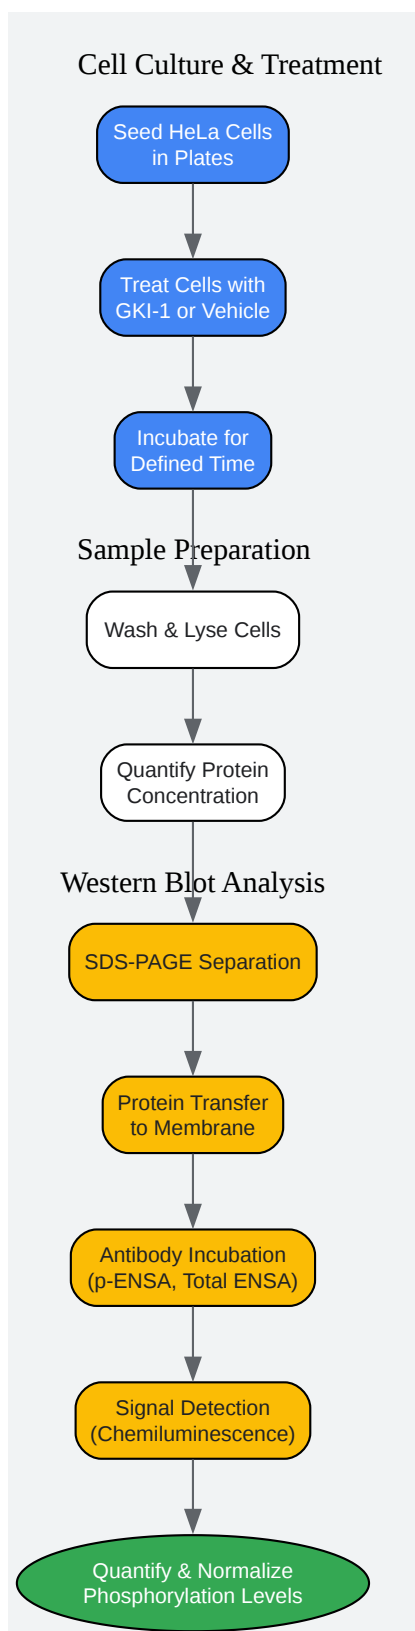 Cell Culture & Treatment
Seed HeLa Cells
in Plates
Treat Cells with
GKI-1 or Vehicle
Incubate for
Defined Time
Sample Preparation
Wash & Lyse Cells
Quantify Protein
Concentration
Western Blot Analysis
SDS-PAGE Separation
Protein Transfer
to Membrane
Antibody Incubation
(p-ENSA, Total ENSA)
Signal Detection
(Chemiluminescence)
Quantify & Normalize
Phosphorylation Levels